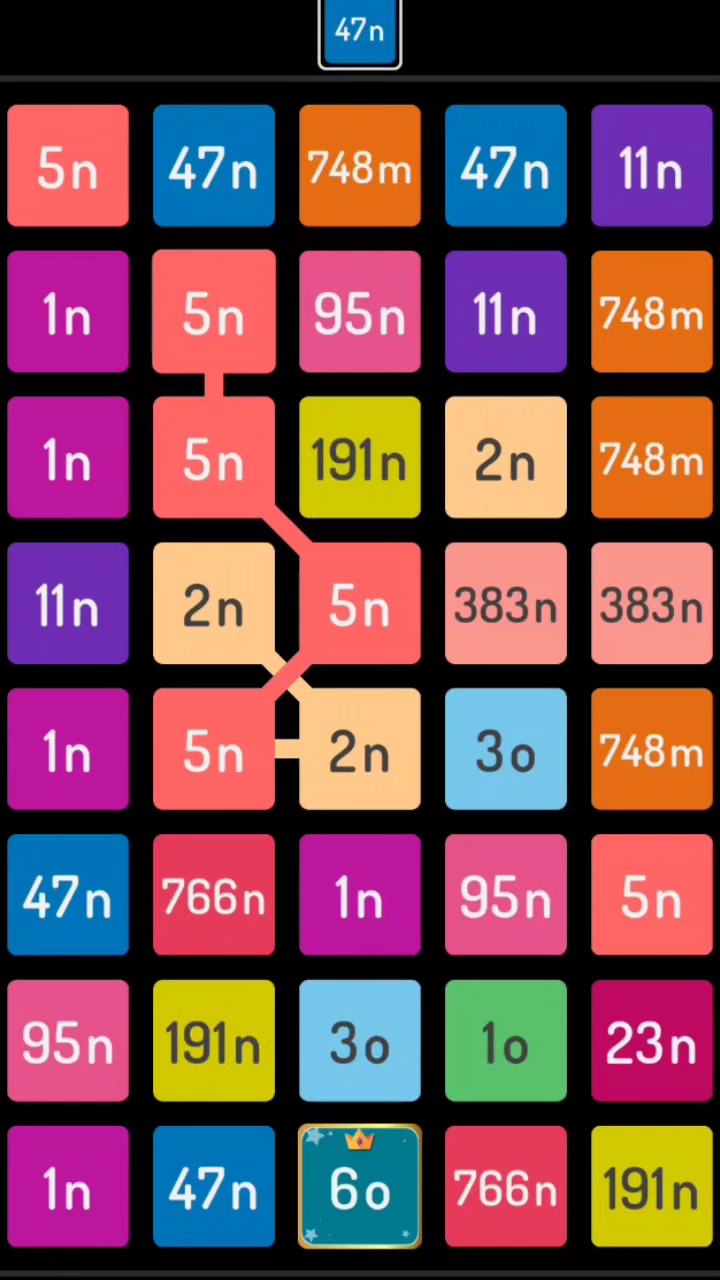 47n
5n 47n 748m 47n 11n
1n 5n 95n 11n 748m
1n 5n 191n 2n 748m
11n 2n 5n 383n 383n
1n 5n 2n 3o 748m
47n 766n 1n 95n 5n
95n 191n 3o 1o 23n
1n 47n 6o 766n 191n